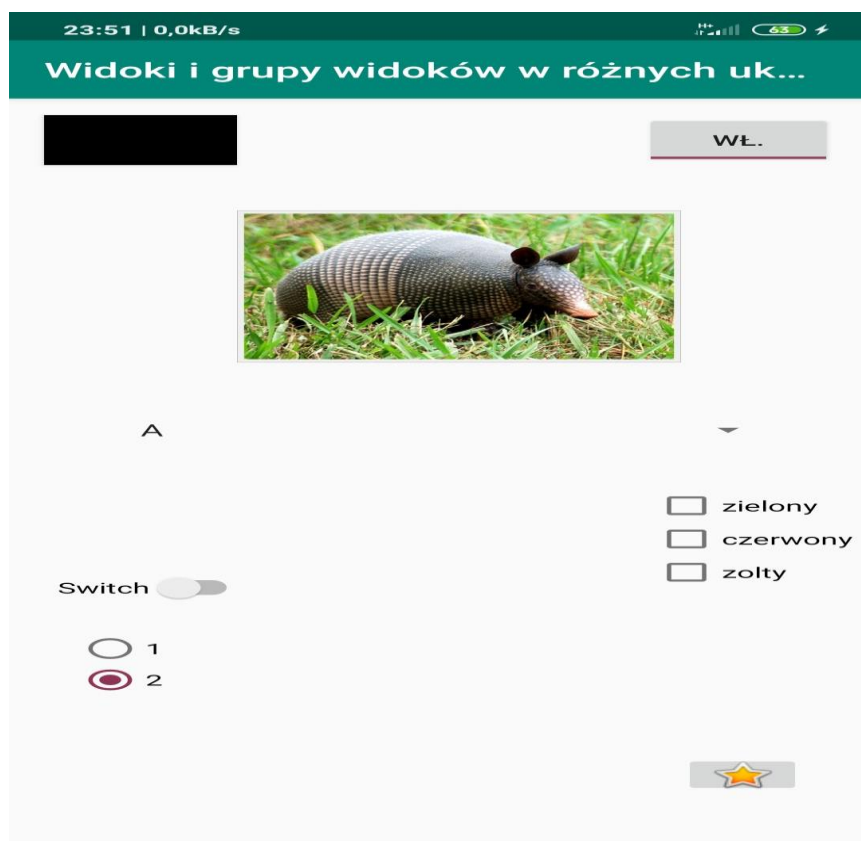 23:51 | 0,0kB/s
63
Widoki i grupy widoków w różnych uk...
WŁ.
A
zielony
czerwony
zolty
Switch
1
2